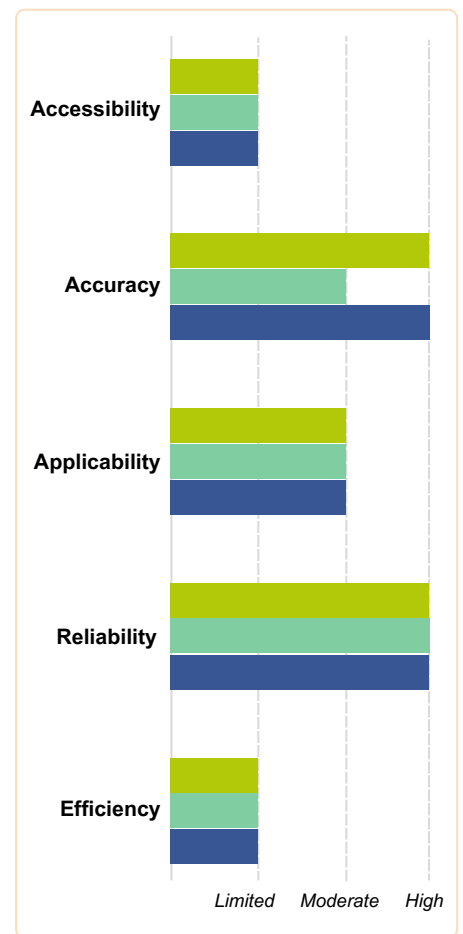 Accessibility
Accuracy
Applicability
Reliability
Efficiency
Limited Moderate High